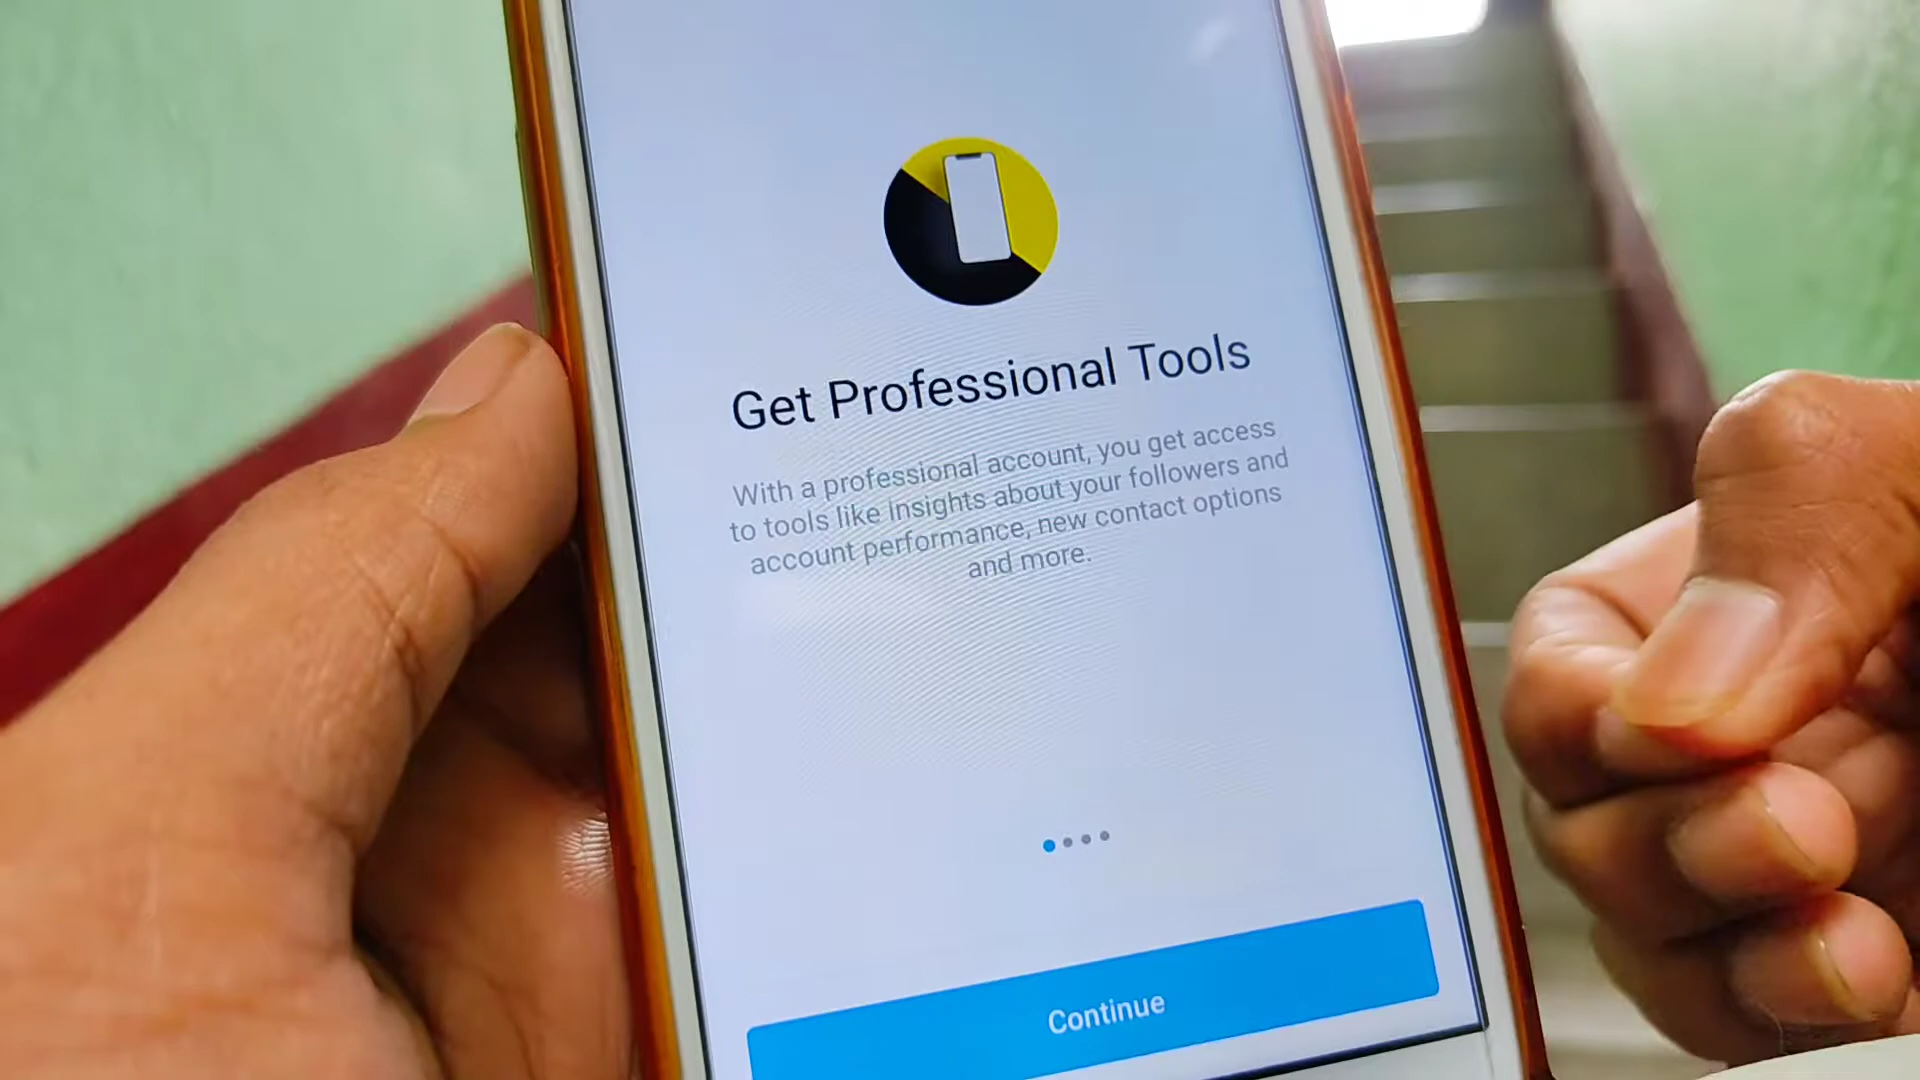 Get Professional Tools
With a professional account, you get access
to tools like insights about your followers and
account performance, new contact options
and more.
Continue